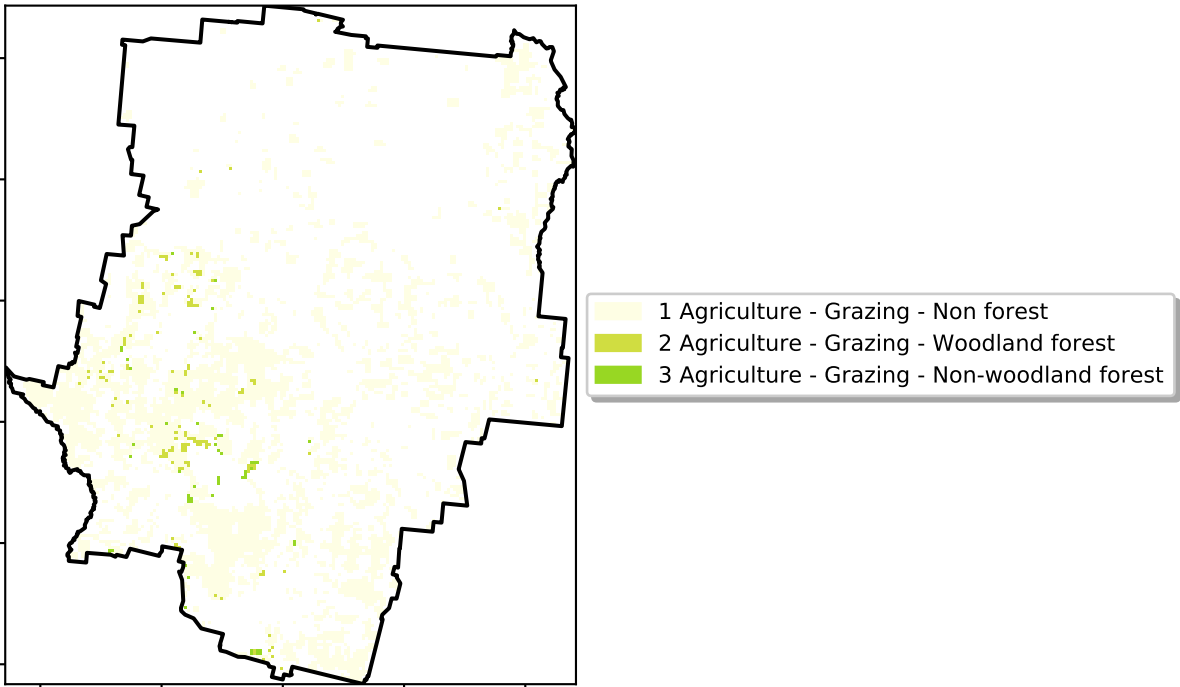 1 Agriculture - Grazing - Non forest
2 Agriculture - Grazing - Woodland forest
3 Agriculture - Grazing - Non-woodland forest